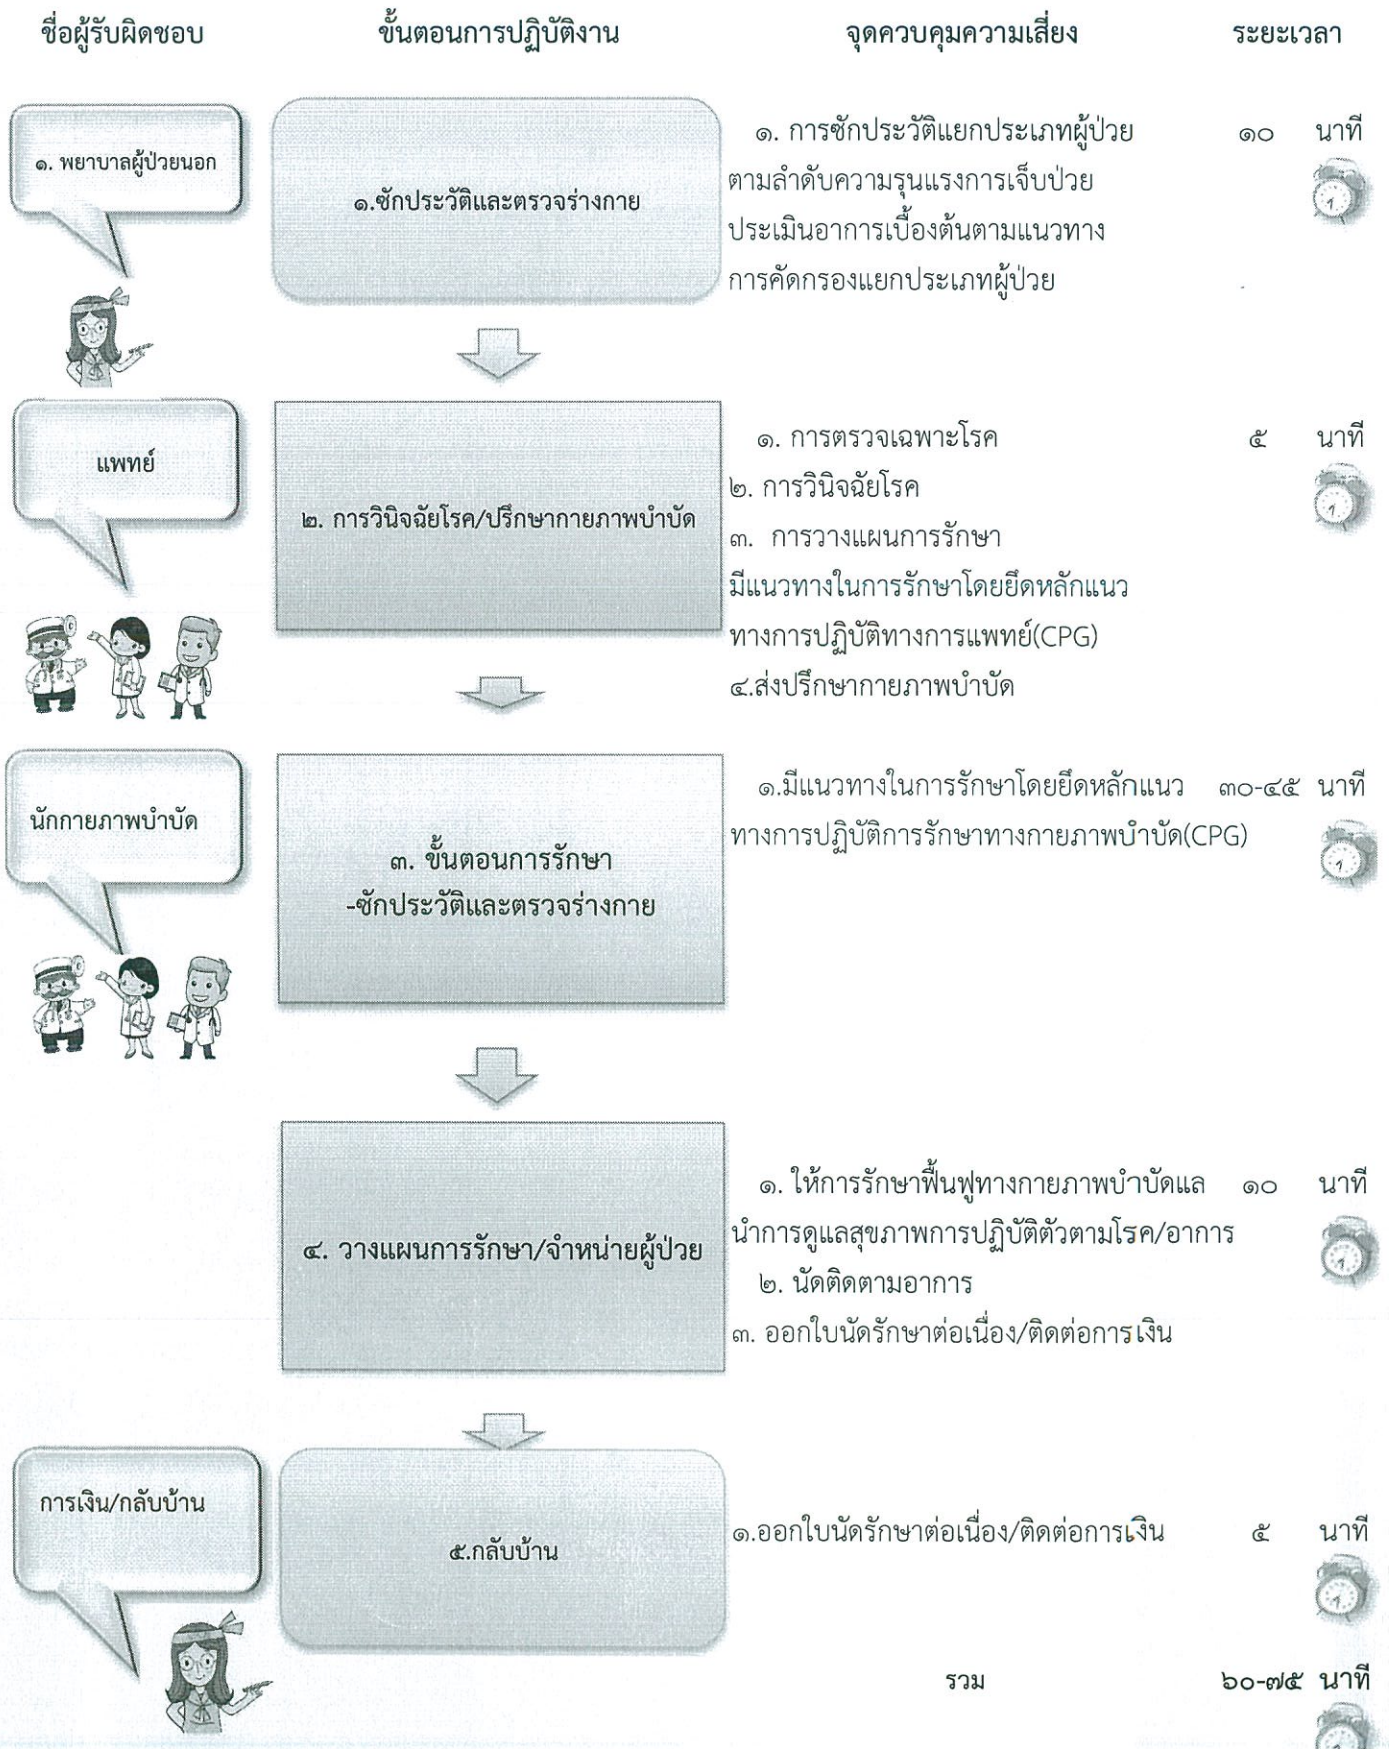 ชื่อผู้รับผิดชอบ ขั้นตอนการปฏิบัติงาน จุดควบคุมความเสี่ยง ระยะเวลา
๑. พยาบาลผู้ป่วยนอก
๑.ซักประวัติและตรวจร่างกาย
๑. การซักประวัติแยกประเภทผู้ป่วย ๑๐ นาที
ตามลำดับความรุนแรงการเจ็บป่วย
ประเมินอาการเบื้องต้นตามแนวทาง
การคัดกรองแยกประเภทผู้ป่วย
แพทย์
๒. การวินิจฉัยโรค/ปรึกษากายภาพบำบัด
๑. การตรวจเฉพาะโรค ๕ นาที
๒. การวินิจฉัยโรค
๓. การวางแผนการรักษา
มีแนวทางในการรักษาโดยยึดหลักแนว
ทางการปฏิบัติทางการแพทย์(CPG)
๔.ส่งปรึกษากายภาพบำบัด
นักกายภาพบำบัด
๓. ขั้นตอนการรักษา
-ซักประวัติและตรวจร่างกาย
๑.มีแนวทางในการรักษาโดยยึดหลักแนว ๓๐-๔๕ นาที
ทางการปฏิบัติการรักษาทางกายภาพบำบัด(CPG)
๔. วางแผนการรักษา/จำหน่ายผู้ป่วย
๑. ให้การรักษาฟื้นฟูทางกายภาพบำบัดแล ๑๐ นาที
นำการดูแลสุขภาพการปฏิบัติตัวตามโรค/อาการ
๒. นัดติดตามอาการ
๓. ออกใบนัดรักษาต่อเนื่อง/ติดต่อการเงิน
การเงิน/กลับบ้าน
๕.กลับบ้าน
๑.ออกใบนัดรักษาต่อเนื่อง/ติดต่อการเงิน ๕ นาที
รวม ๖๐-๗๕ นาที